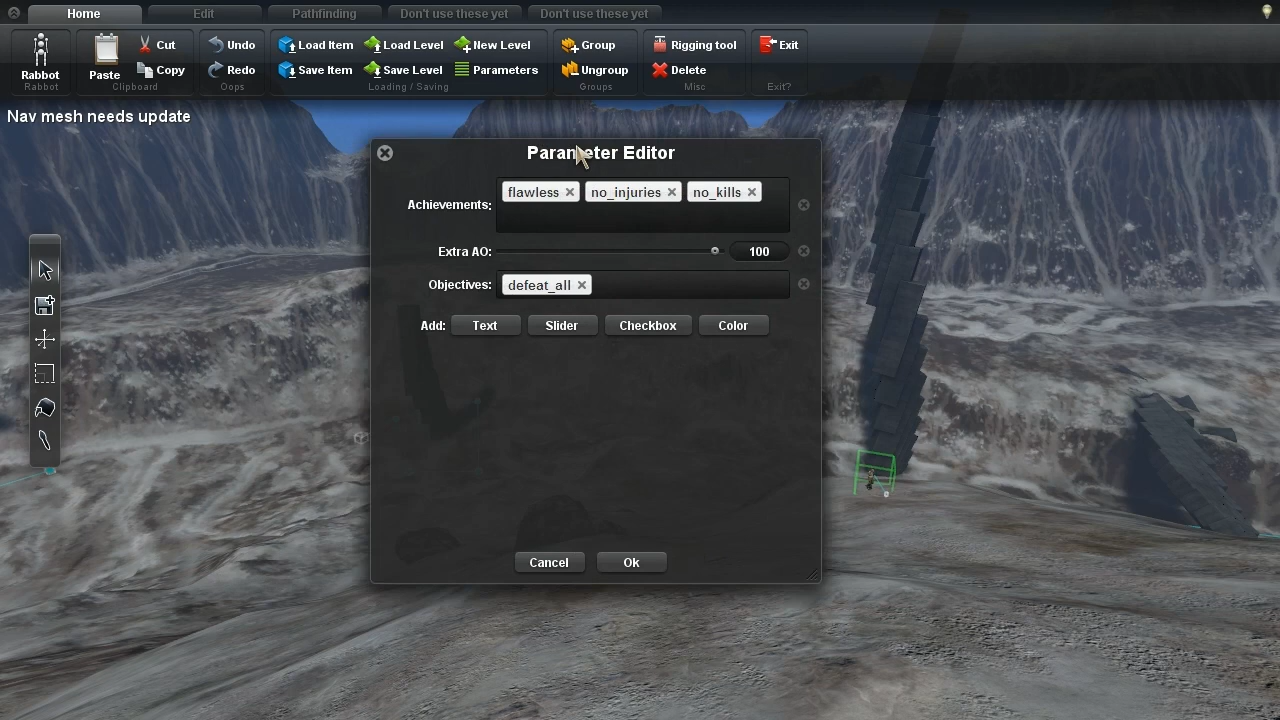 Home Edit Pathfinding Don't use these yet Don't use these yet
Rabbot Paste Cut Undo Load Item Load Level New Level Group Rigging tool Exit
Copy Redo Save Item Save Level Parameters Ungroup Delete
Rabbot Clipboard Oops Loading / Saving Groups Misc Exit?
Nav mesh needs update
Parameter Editor
Achievements: flawless no_injuries no_kills
Extra AO: 100
Objectives: defeat_all
Add: Text Slider Checkbox Color
Cancel Ok